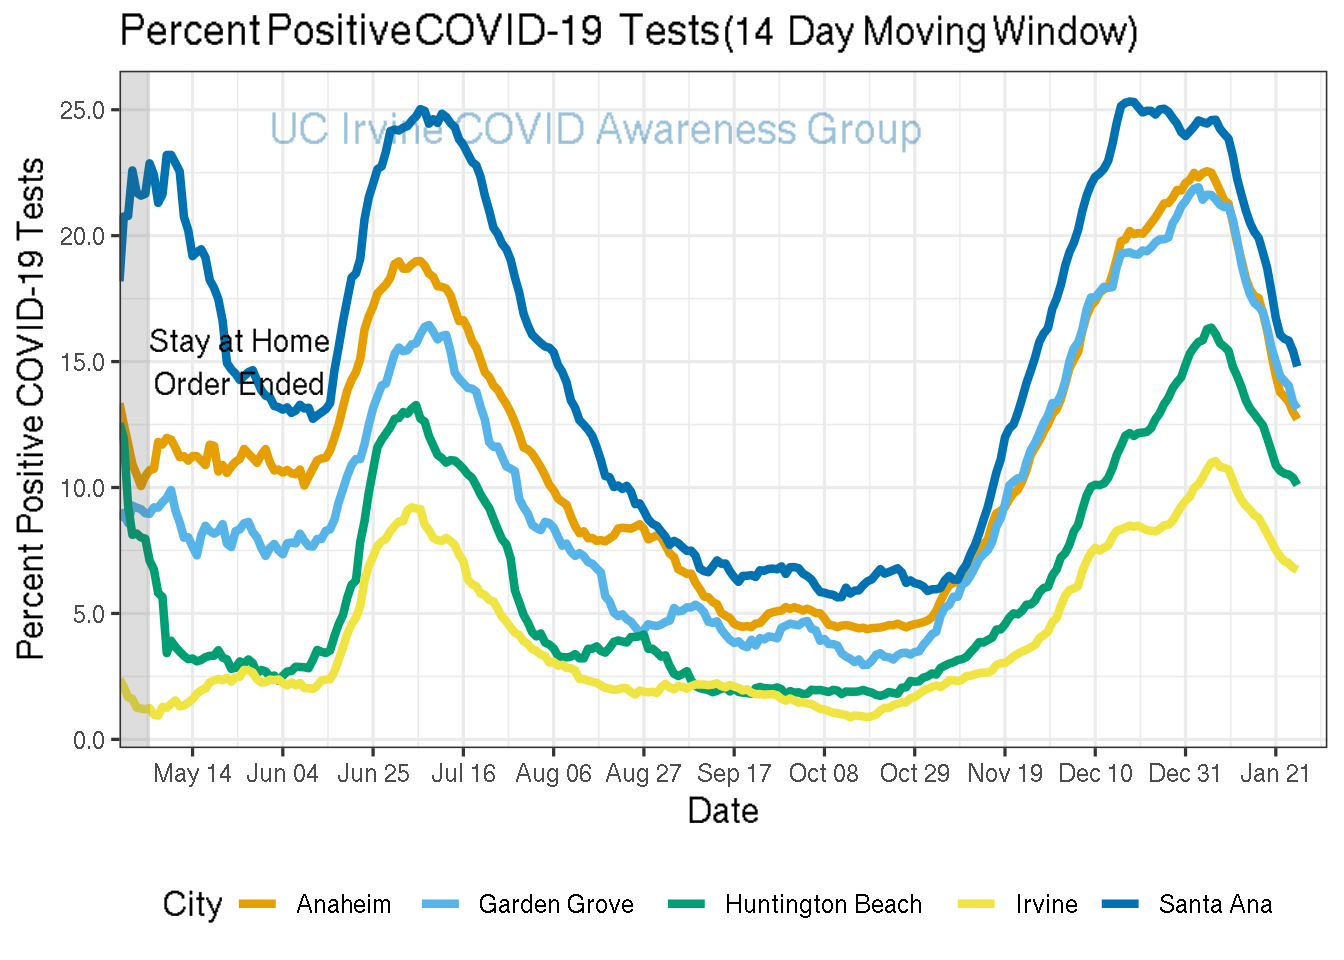 Percent Positive COVID-19 Tests(14 Day Moving Window)
Percent Positive COVID-19 Tests
25.0
20.0
15.0
10.0
5.0
0.0
UC Irvine COVID Awareness Group
Stay at Home
Order Ended
May 14 Jun 04 Jun 25 Jul 16 Aug 06 Aug 27 Sep 17 Oct 08 Oct 29 Nov 19 Dec 10 Dec 31 Jan 21
Date
City Anaheim Garden Grove Huntington Beach Irvine Santa Ana